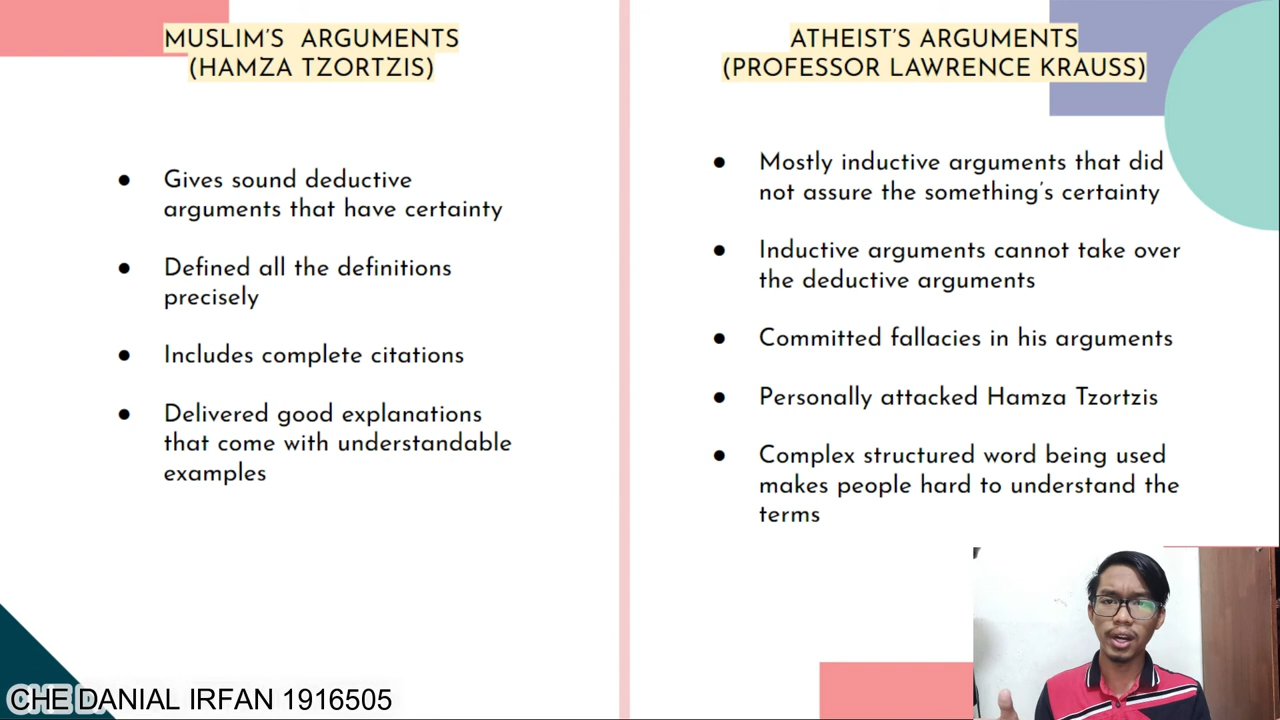 MUSLIM'S ARGUMENTS
(HAMZA TZORTZIS)
● Gives sound deductive
arguments that have certainty
● Defined all the definitions
precisely
● Includes complete citations
● Delivered good explanations
that come with understandable
examples
ATHEIST'S ARGUMENTS
(PROFESSOR LAWRENCE KRAUSS)
● Mostly inductive arguments that did
not assure the something's certainty
● Inductive arguments cannot take over
the deductive arguments
● Committed fallacies in his arguments
● Personally attacked Hamza Tzortzis
● Complex structured word being used
makes people hard to understand the
terms
CHE DANIAL IRFAN 1916505